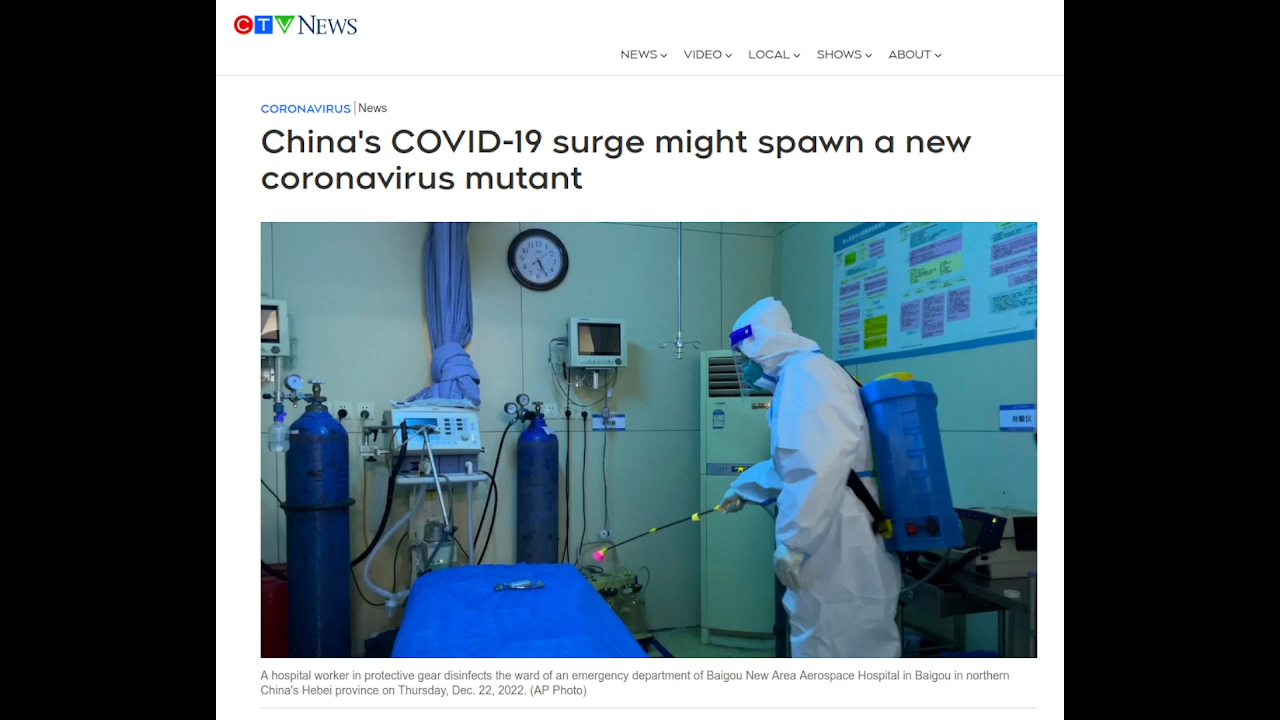 CTV NEWS
NEWS VIDEO LOCAL SHOWS ABOUT
CORONAVIRUS | News
China's COVID-19 surge might spawn a new
coronavirus mutant
12
A hospital worker in protective gear disinfects the ward of an emergency department of Baigou New Area Aerospace Hospital in Baigou in northern
China's Hebei province on Thursday, Dec. 22, 2022. (AP Photo)